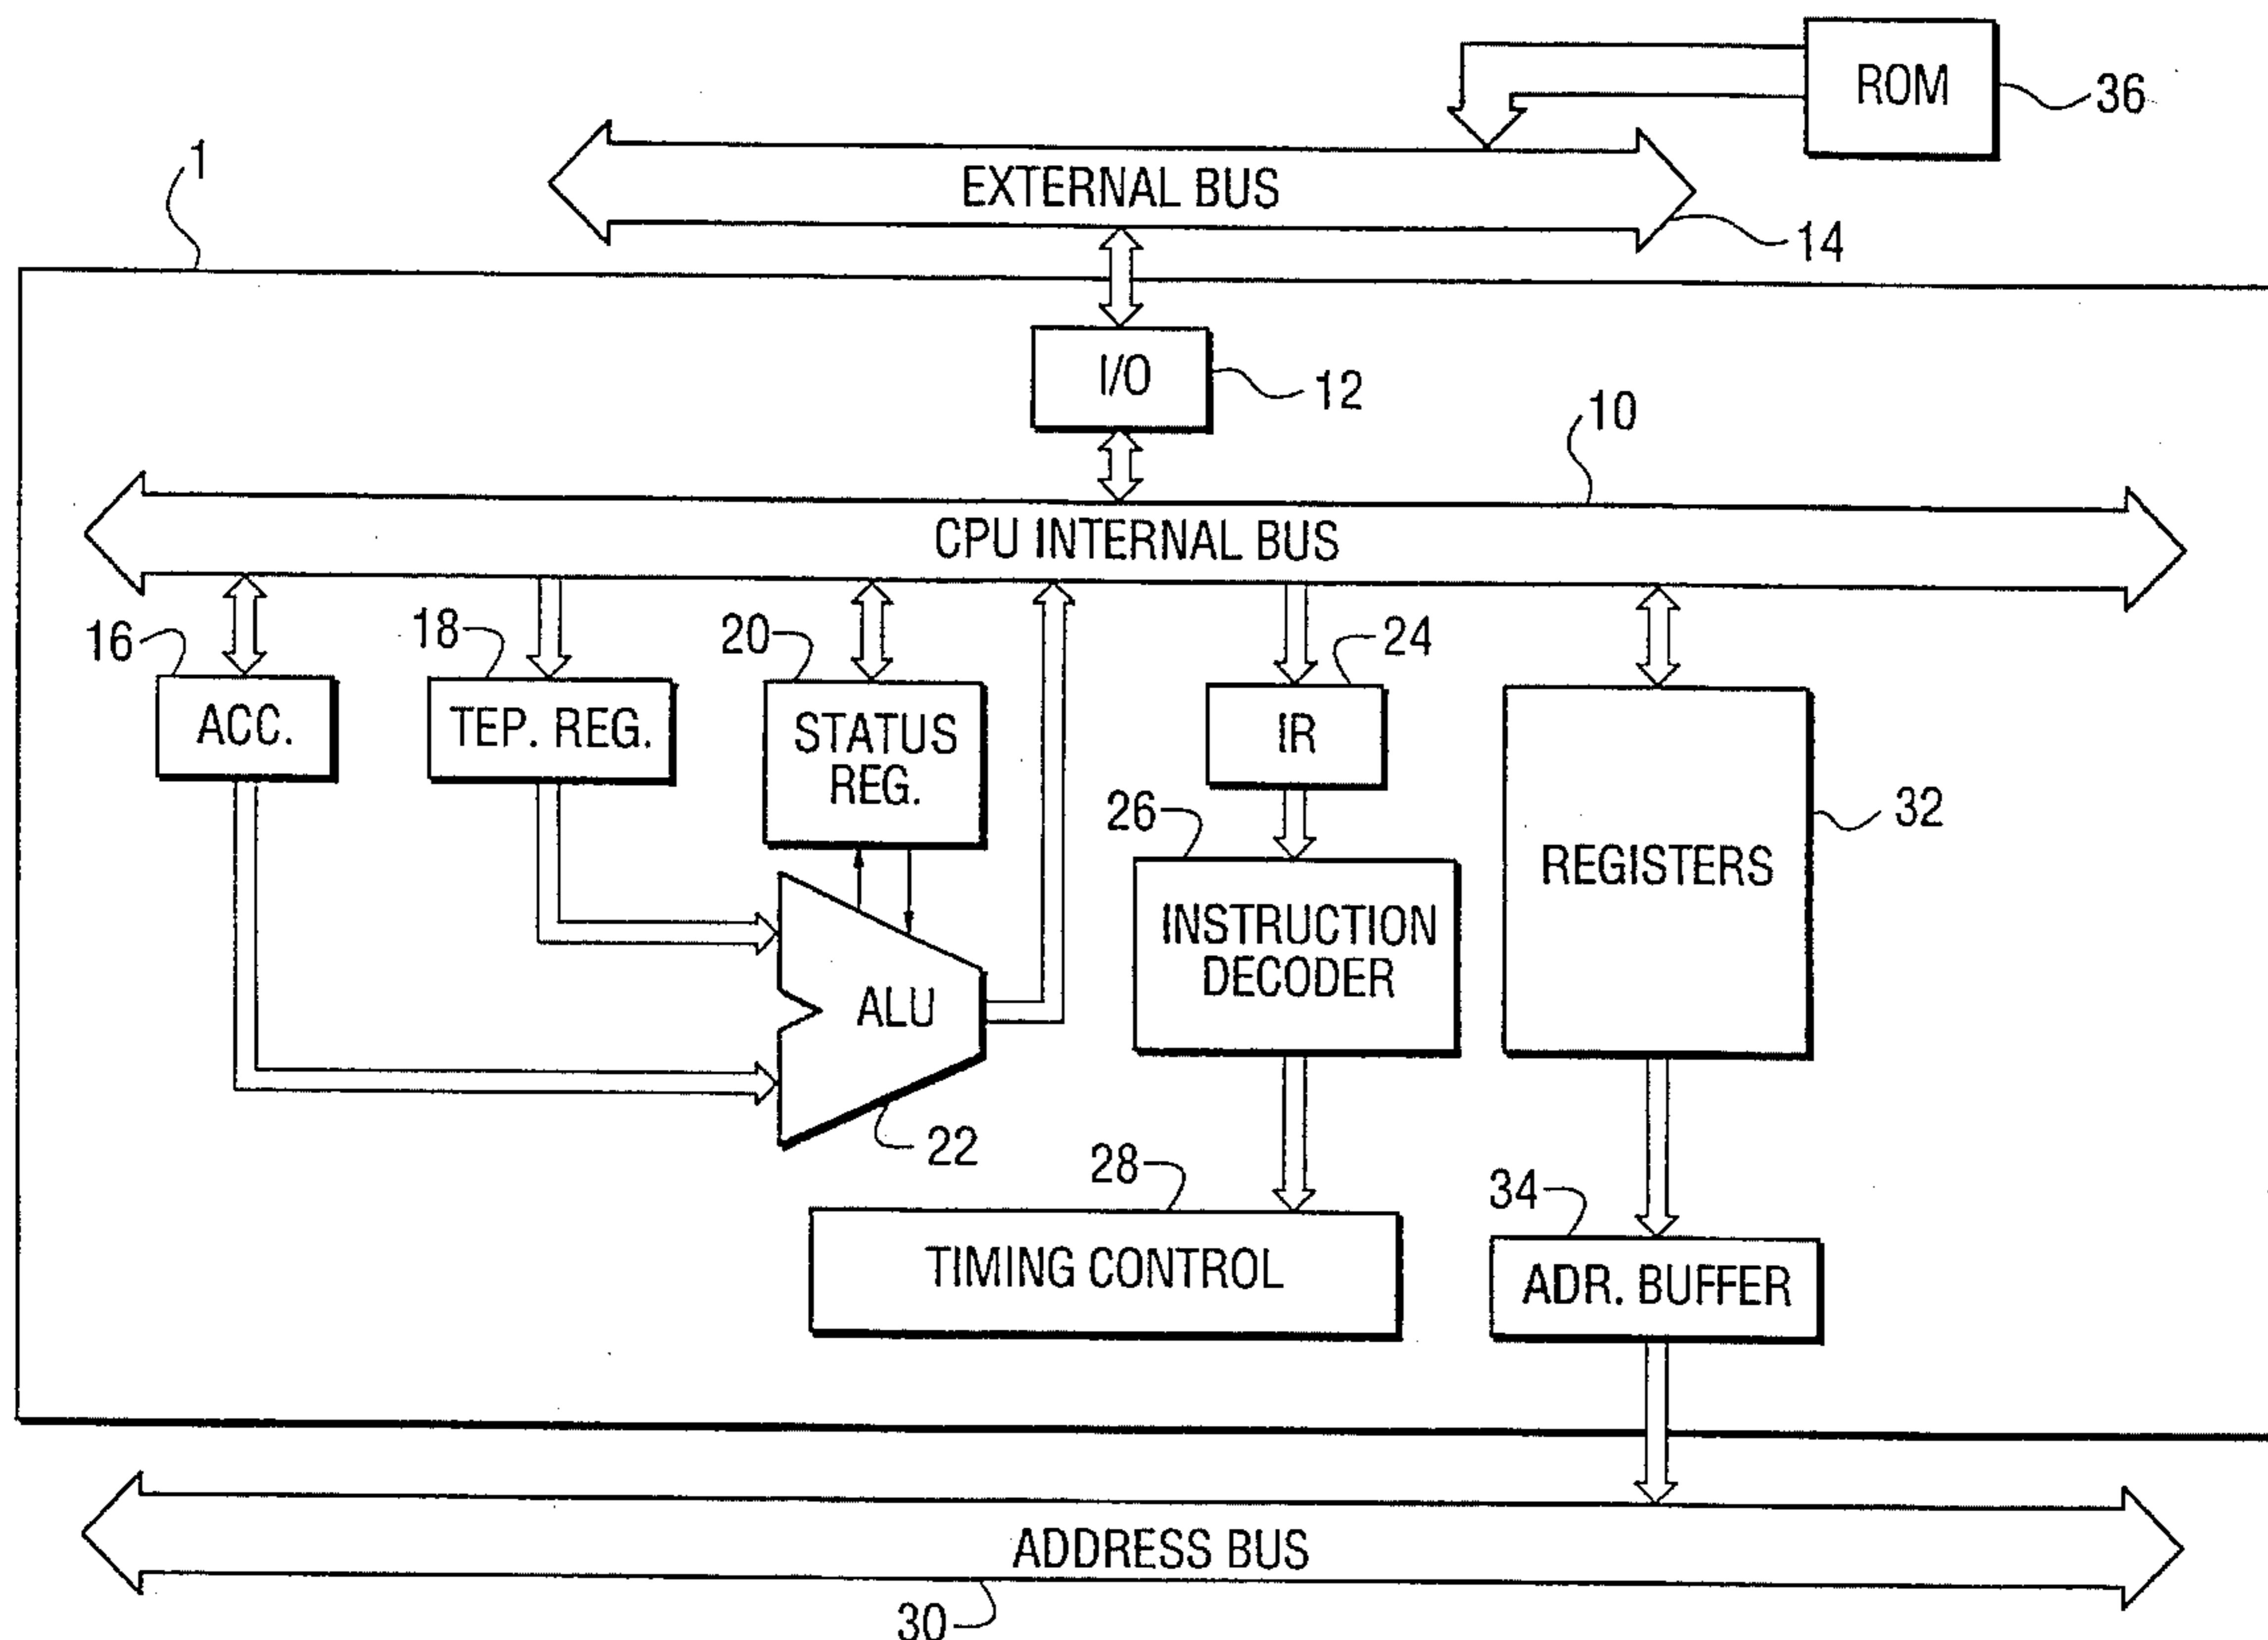 ROM
36
1
EXTERNAL BUS
14
I/O
12
10
CPU INTERNAL BUS
16
18
20
24
ACC.
TEP. REG.
STATUS
REG.
IR
26
32
REGISTERS
INSTRUCTION
DECODER
ALU
22
28
34
TIMING CONTROL
ADR. BUFFER
ADDRESS BUS
30